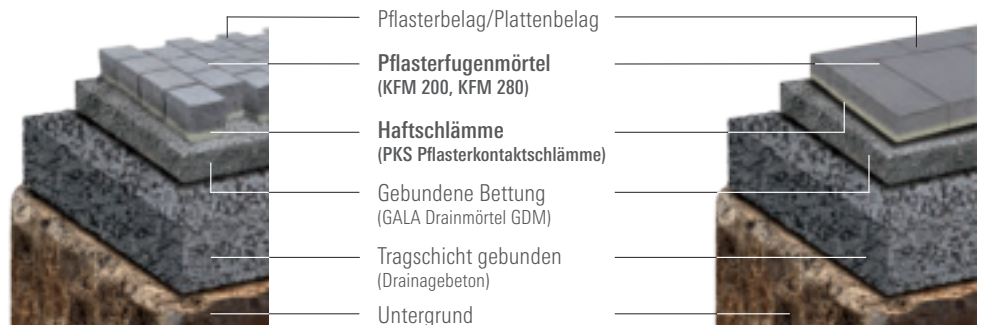 Pflasterbelag/Plattenbelag
Pflasterfugenmörtel
(KFM 200, KFM 280)
Haftschlämme
(PKS Pflasterkontaktschlämme)
Gebundene Bettung
(GALA Drainmörtel GDM)
Tragschicht gebunden
(Drainagebeton)
Untergrund